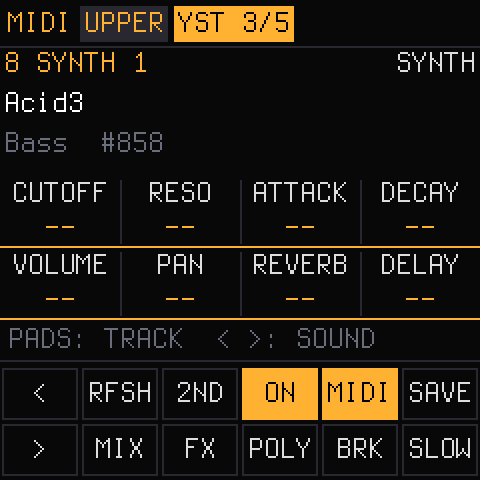 MIDI UPPER YST 3/5
8 SYNTH 1 SYNTH
Acid3
Bass #858
CUTOFF RESO ATTACK DECAY
-- -- -- --
VOLUME PAN REVERB DELAY
-- -- -- --
PADS: TRACK < >: SOUND
< RFSH 2ND ON MIDI SAVE
> MIX FX POLY BRK SLOW